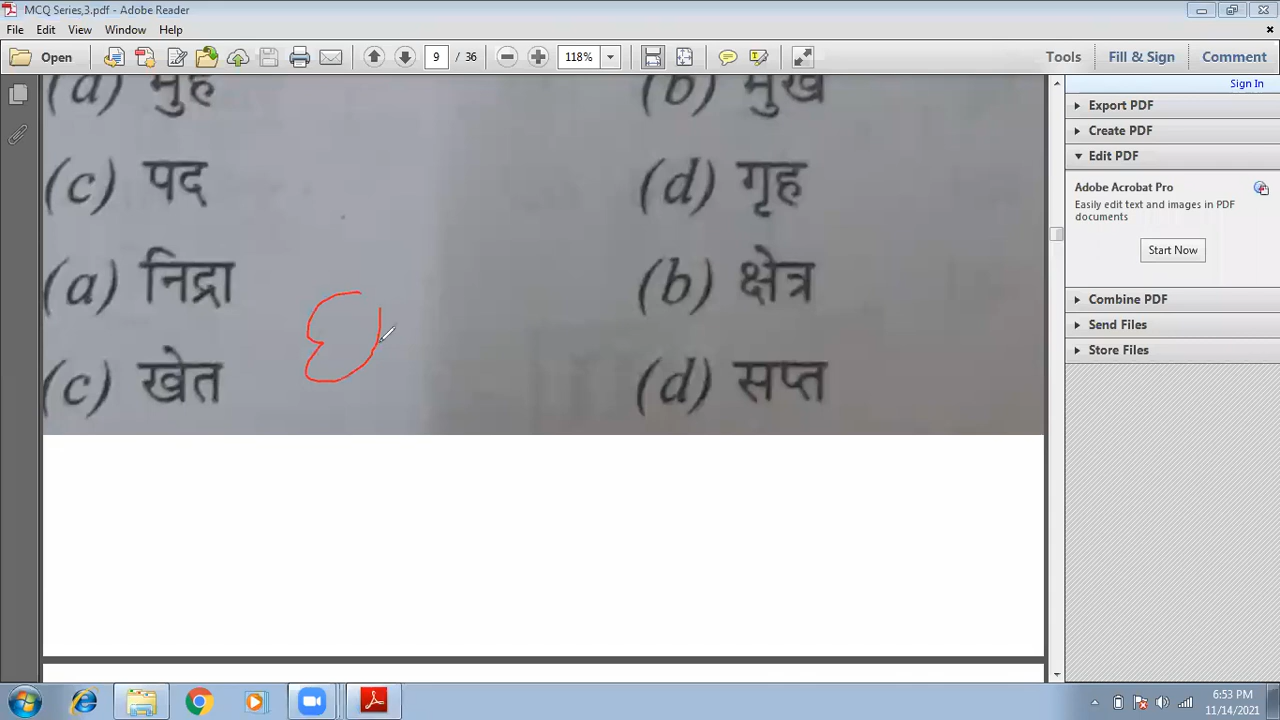 MCQ Series,3.pdf - Adobe Reader
File Edit View Window Help
Open 9 / 36 118% Tools Fill & Sign Comment
Sign In
Export PDF
Create PDF
Edit PDF
Adobe Acrobat Pro
Easily edit text and images in PDF
documents
Start Now
Combine PDF
Send Files
Store Files
(a) मुँह (b) मुख
(c) पद (d) गृह
(a) निद्रा (b) क्षेत्र
(c) खेत (d) सप्त
6:53 PM
11/14/2021